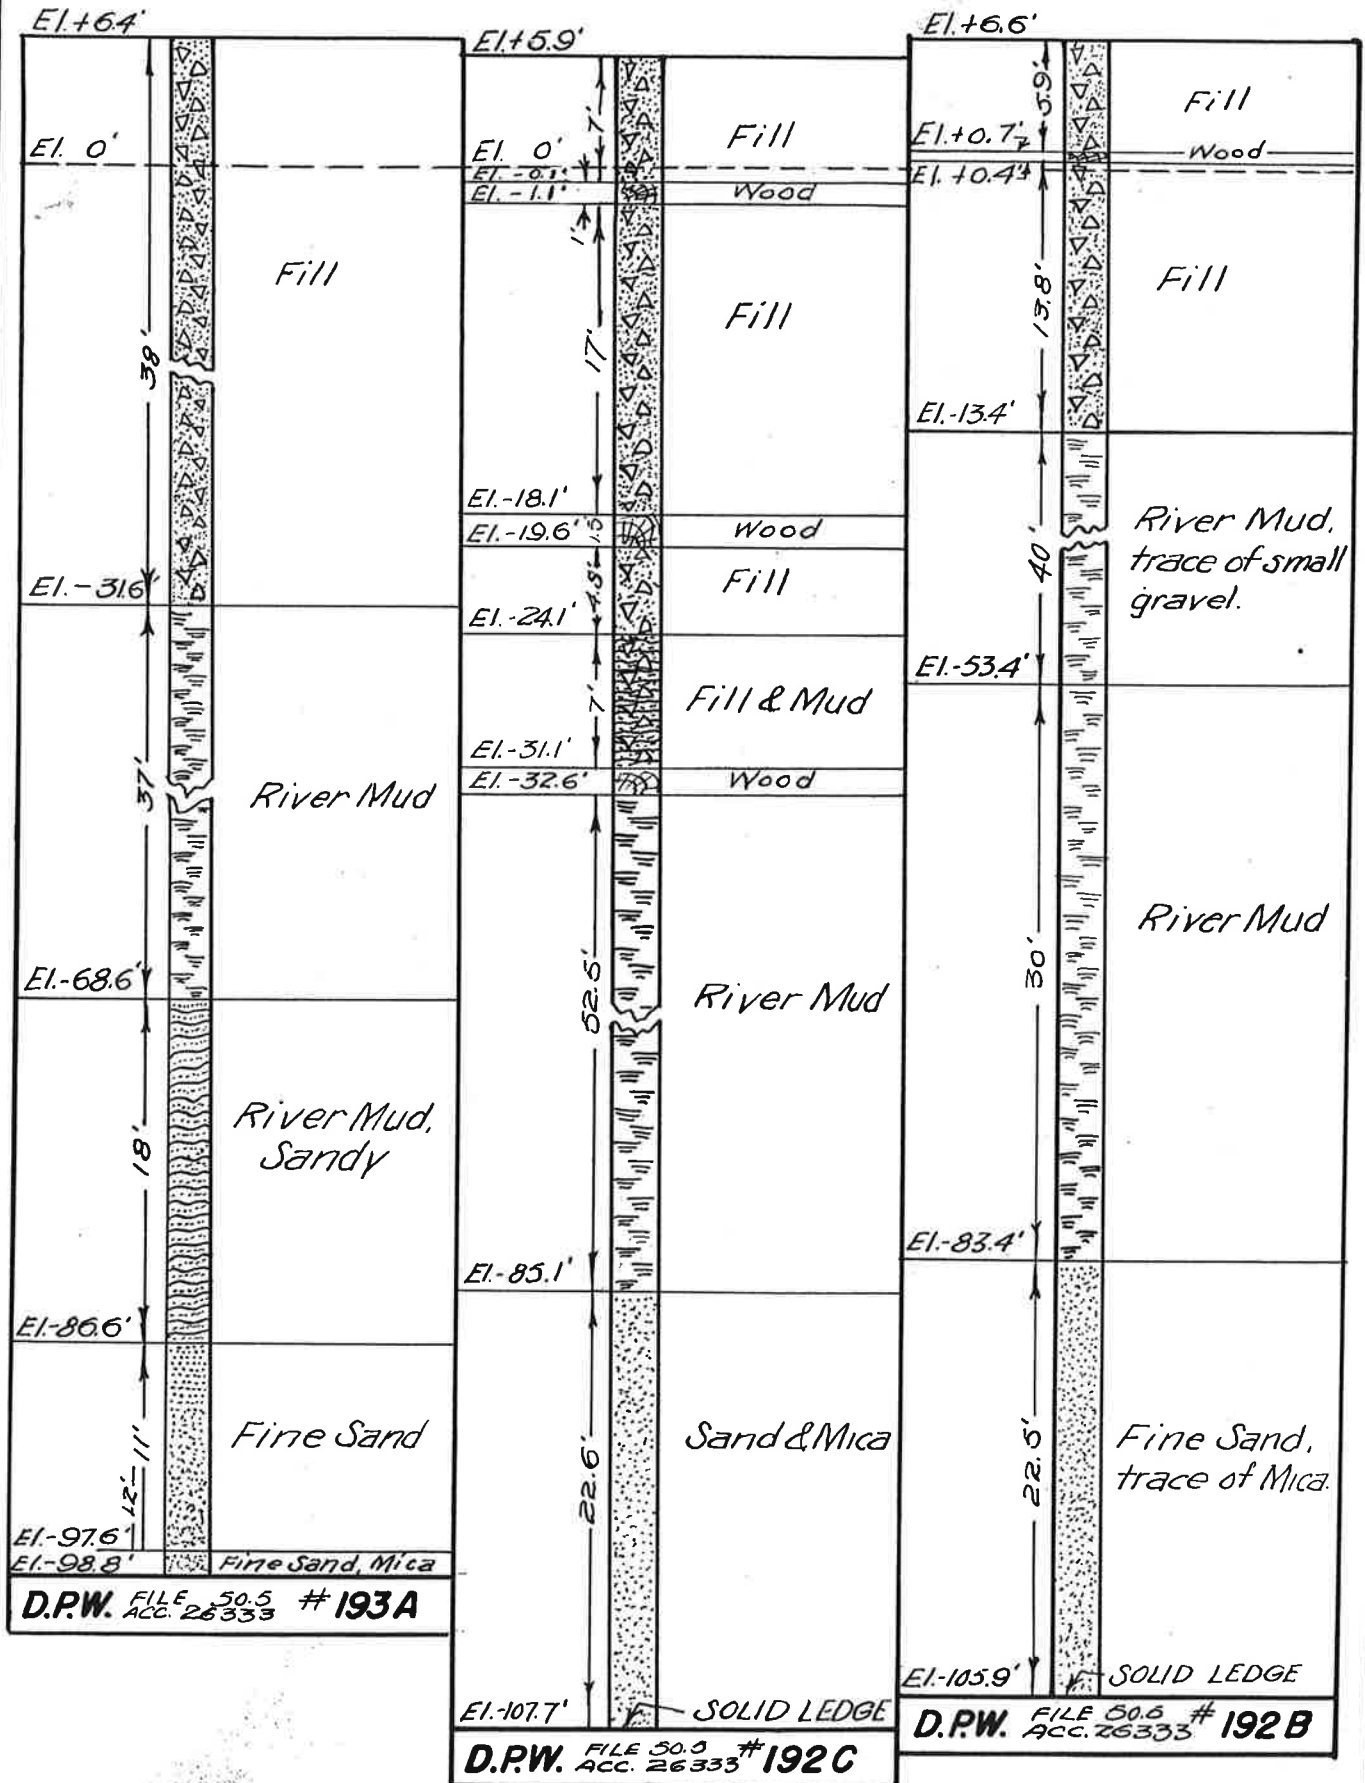 El.+6.4'
El. 0'
38'
Fill
El.-31.6'
37'
River Mud
El.-68.6'
18'
River Mud,
Sandy
El.-86.6'
12'-11'
Fine Sand
El.-97.6'
El.-98.8' Fine Sand, Mica
D.P.W. FILE 50.5 ACC. 26333 # 193A
El.+5.9'
7'
Fill
El. 0'
El.-1.1' Wood
1'
17'
Fill
El.-18.1'
El.-19.6' 1.5 Wood
4.5'
Fill
El.-24.1'
7'
Fill & Mud
El.-31.1'
El.-32.6' Wood
52.5'
River Mud
El.-85.1'
22.6'
Sand & Mica
El.-107.7' SOLID LEDGE
D.P.W. FILE 50.5 ACC. 26333 # 192C
El.+6.6'
5.9'
Fill
El.+0.7' Wood
El.+0.4'
13.8'
Fill
El.-13.4'
40'
River Mud,
trace of small
gravel.
El.-53.4'
30'
River Mud
El.-83.4'
22.5'
Fine Sand,
trace of Mica.
El.-105.9' SOLID LEDGE
D.P.W. FILE 50.5 ACC. 26333 # 192B